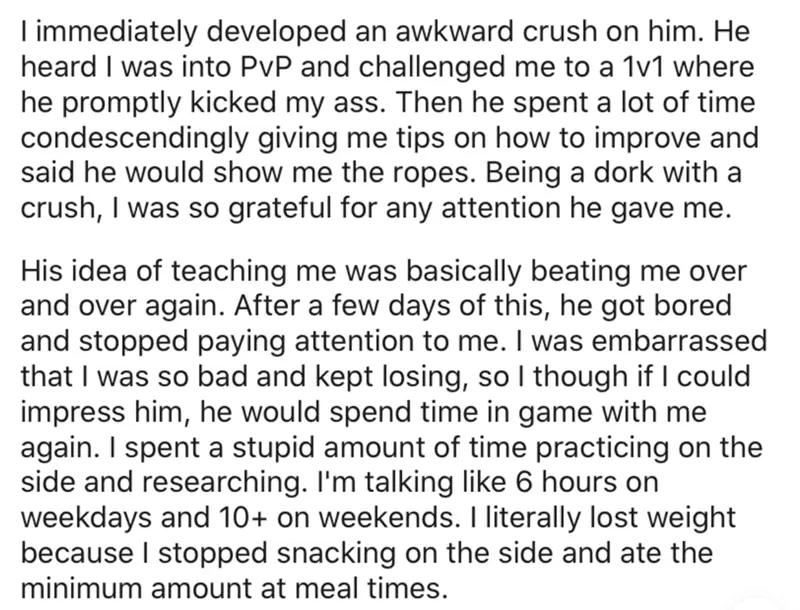 I immediately developed an awkward crush on him. He
heard I was into PvP and challenged me to a 1v1 where
he promptly kicked my ass. Then he spent a lot of time
condescendingly giving me tips on how to improve and
said he would show me the ropes. Being a dork with a
crush, I was so grateful for any attention he gave me.
His idea of teaching me was basically beating me over
and over again. After a few days of this, he got bored
and stopped paying attention to me. I was embarrassed
that I was so bad and kept losing, so I though if I could
impress him, he would spend time in game with me
again. I spent a stupid amount of time practicing on the
side and researching. I'm talking like 6 hours on
weekdays and 10+ on weekends. I literally lost weight
because I stopped snacking on the side and ate the
minimum amount at meal times.